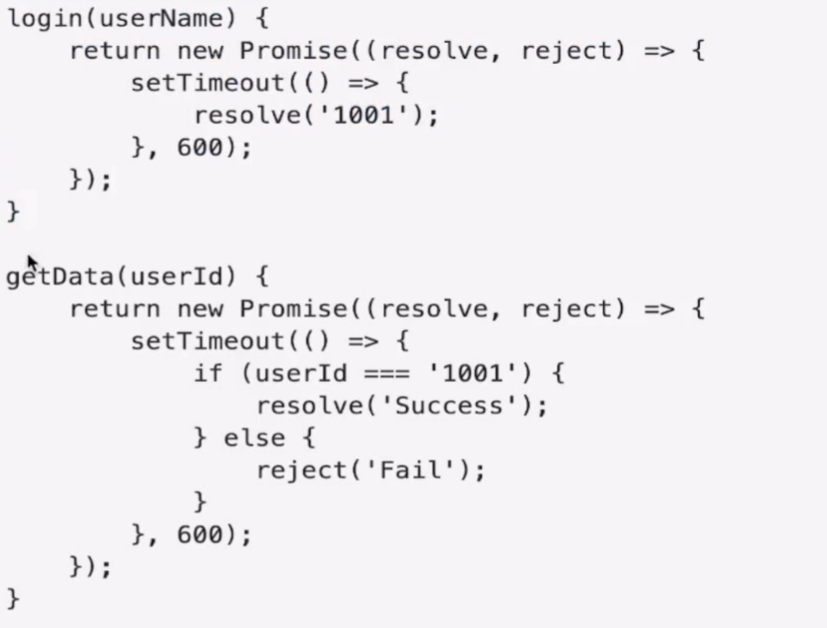 login(userName) {
    return new Promise((resolve, reject) => {
        setTimeout(() => {
            resolve('1001');
        }, 600);
    });
}

getData(userId) {
    return new Promise((resolve, reject) => {
        setTimeout(() => {
            if (userId === '1001') {
                resolve('Success');
            } else {
                reject('Fail');
            }
        }, 600);
    });
}